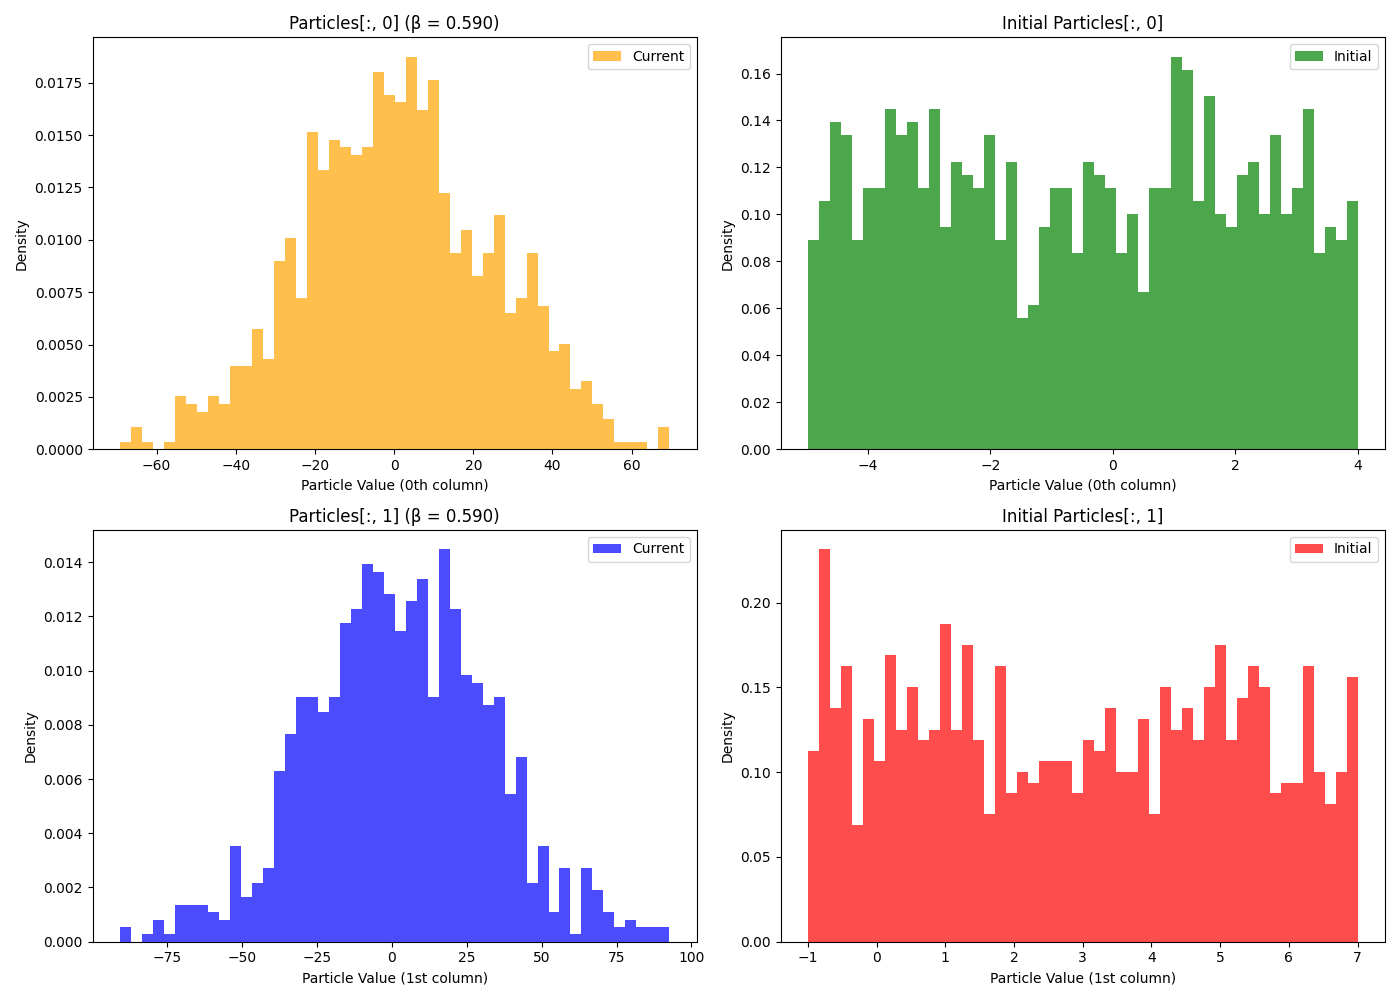 Particles[:, 0] (β = 0.590)
Current
0.0175
0.0150
0.0125
0.0100
0.0075
0.0050
0.0025
0.0000
Density
−60 −40 −20 0 20 40 60
Particle Value (0th column)
Initial Particles[:, 0]
Initial
0.16
0.14
0.12
0.10
0.08
0.06
0.04
0.02
0.00
Density
−4 −2 0 2 4
Particle Value (0th column)
Particles[:, 1] (β = 0.590)
Current
0.014
0.012
0.010
0.008
0.006
0.004
0.002
0.000
Density
−75 −50 −25 0 25 50 75 100
Particle Value (1st column)
Initial Particles[:, 1]
Initial
0.20
0.15
0.10
0.05
0.00
Density
−1 0 1 2 3 4 5 6 7
Particle Value (1st column)